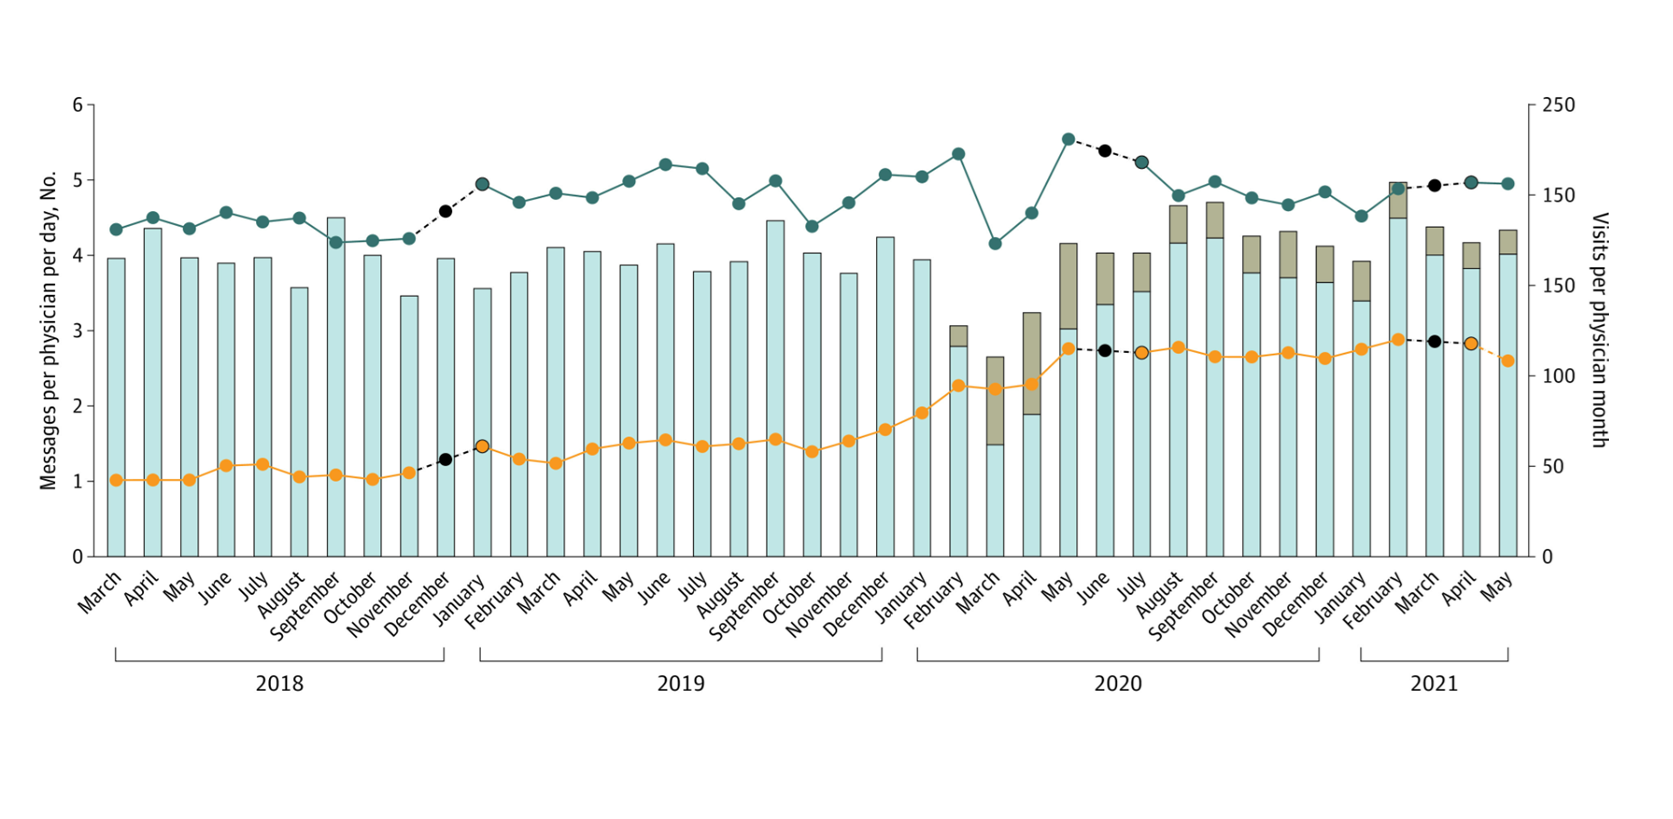 Messages per physician per day, No.
6
5
4
3
2
1
0
250
150
150
100
50
0
Visits per physician month
March
April
May
June
July
August
September
October
November
December
January
February
March
April
May
June
July
August
September
October
November
December
January
February
March
April
May
June
July
August
September
October
November
December
January
February
March
April
May
2018
2019
2020
2021